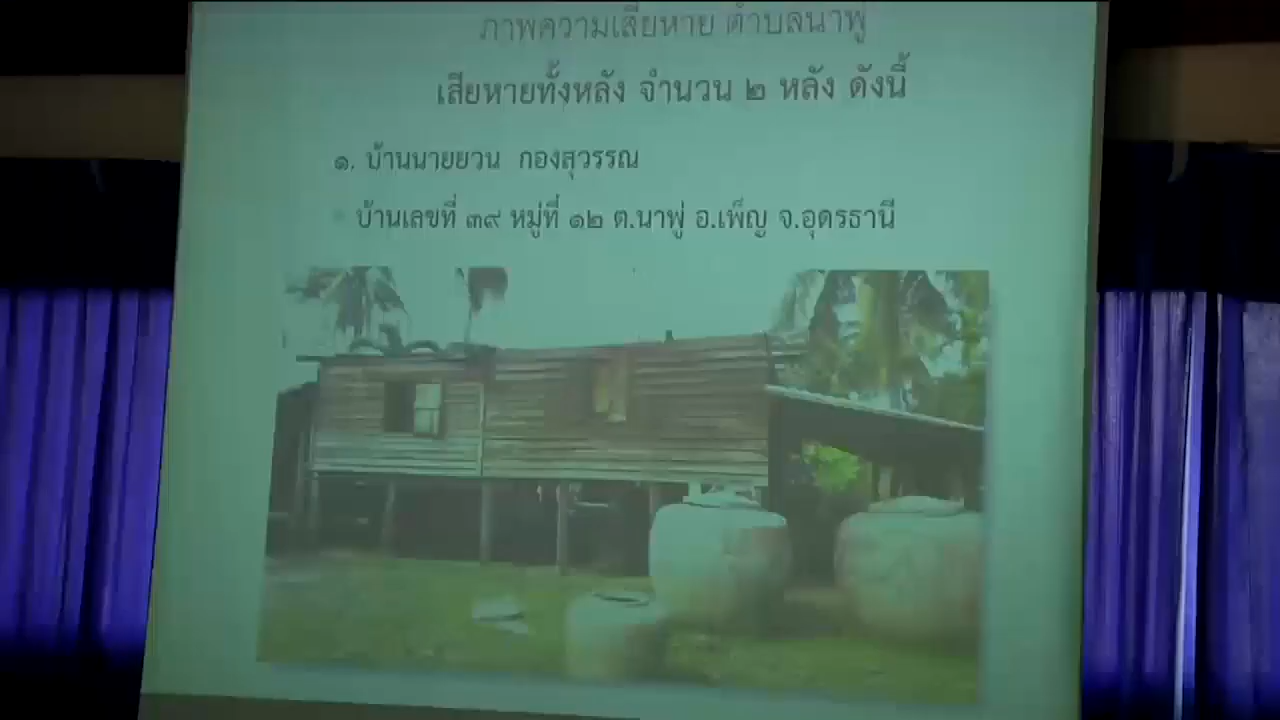 ภาพความเสียหาย ตำบลนาพู่
เสียหายทั้งหลัง จำนวน ๒ หลัง ดังนี้
๑. บ้านนายยวน กองสุวรรณ
บ้านเลขที่ ๓๙ หมู่ที่ ๑๒ ต.นาพู่ อ.เพ็ญ จ.อุดรธานี